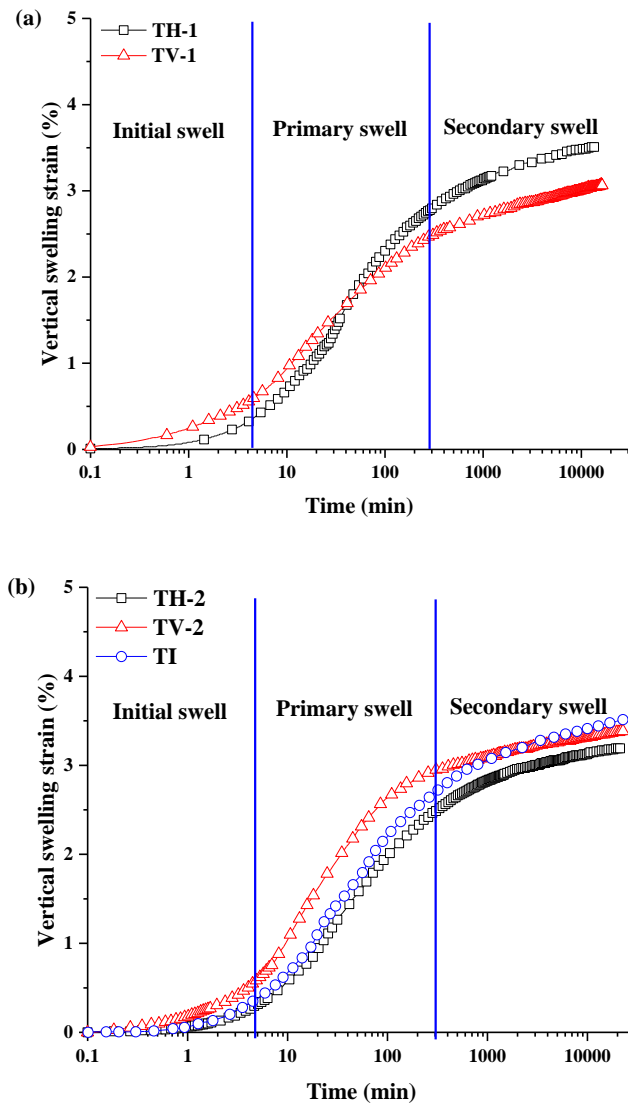 (a)
TH-1
TV-1
Initial swell
Primary swell
Secondary swell
Vertical swelling strain (%)
5
4
3
2
1
0
0.1 1 10 100 1000 10000
Time (min)
(b)
TH-2
TV-2
TI
Initial swell
Primary swell
Secondary swell
Vertical swelling strain (%)
5
4
3
2
1
0
0.1 1 10 100 1000 10000
Time (min)